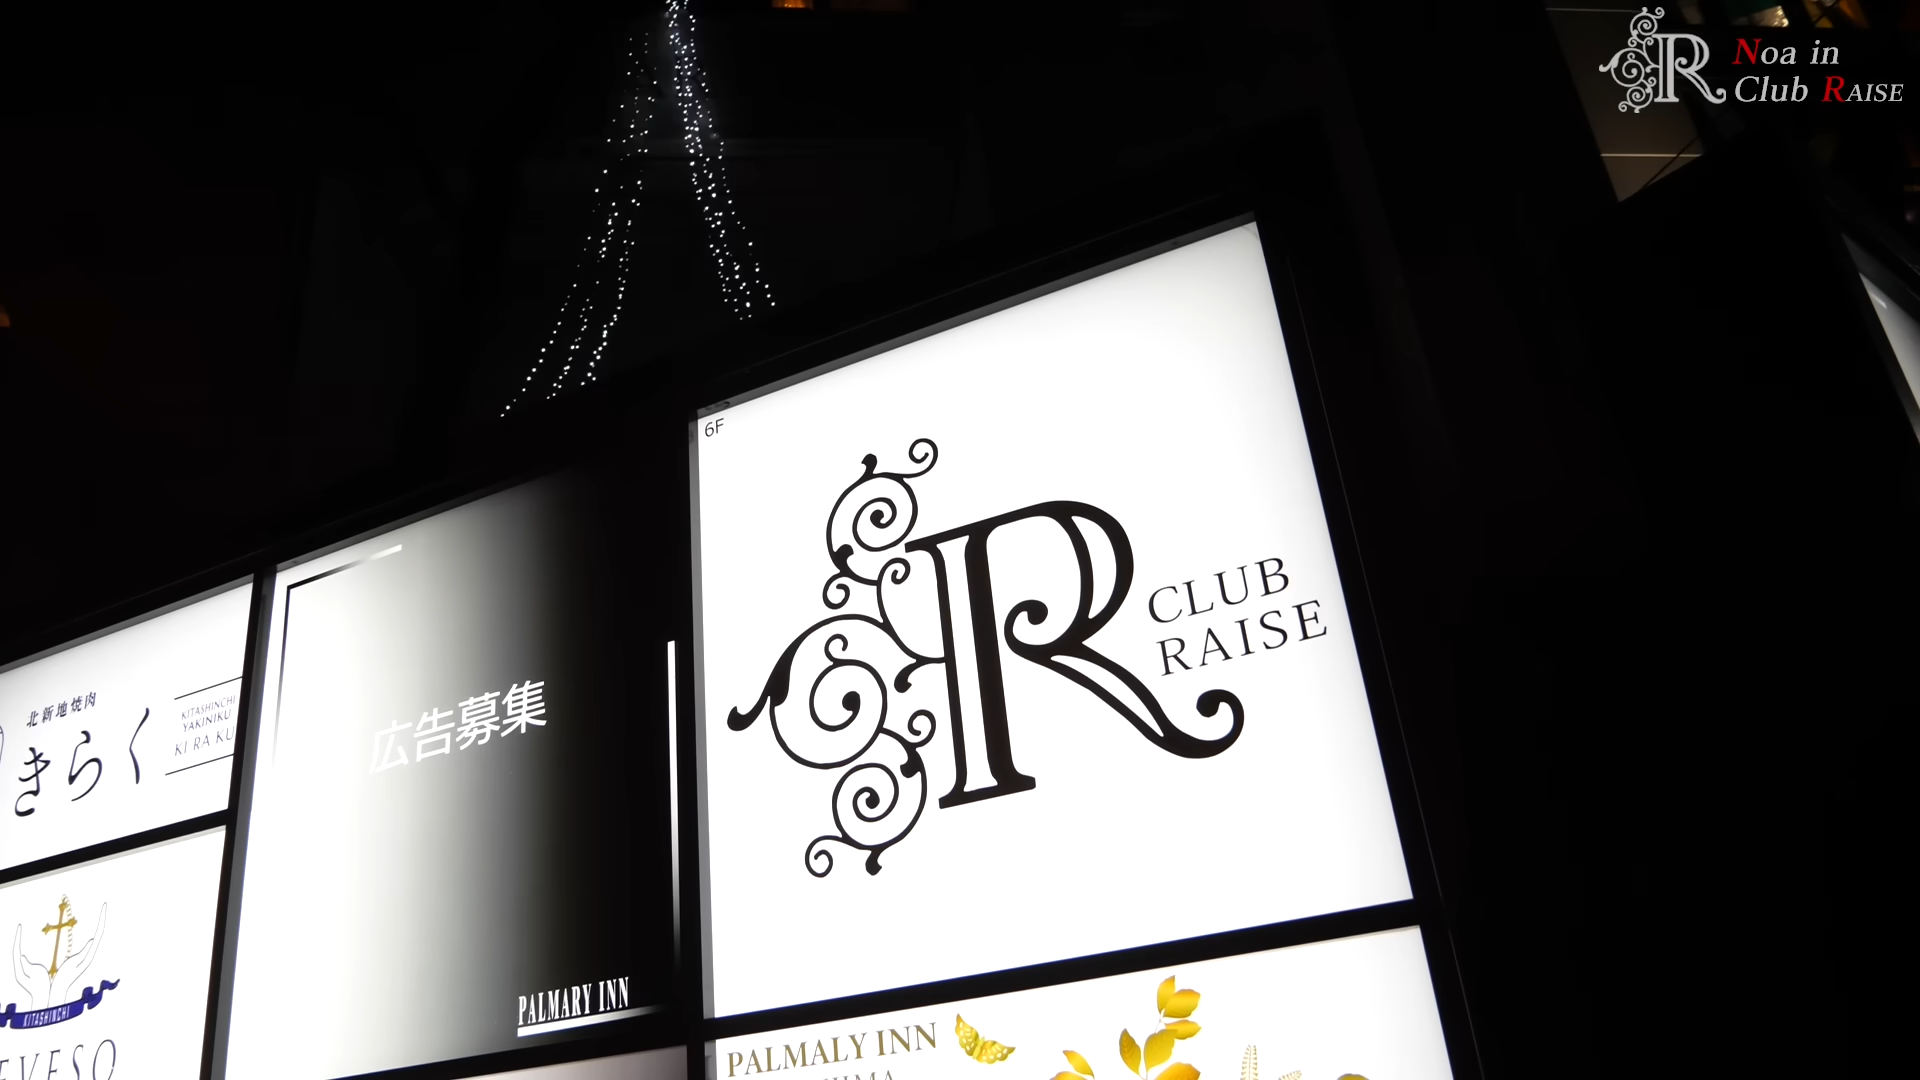 Noa in
Club RAISE
6F
CLUB
RAISE
北新地焼肉
きらく
KITASHINCHI
YAKINIKU
KI RA KU
広告募集
PALMARY INN
KITASHINCHI
EVESO
PALMALY INN